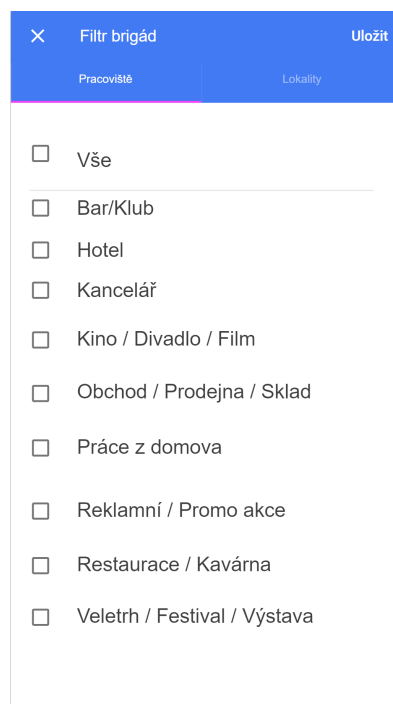 Filtr brigád
Uložit
Pracoviště
Lokality
Vše
Bar/Klub
Hotel
Kancelář
Kino / Divadlo / Film
Obchod / Prodejna / Sklad
Práce z domova
Reklamní / Promo akce
Restaurace / Kavárna
Veletrh / Festival / Výstava